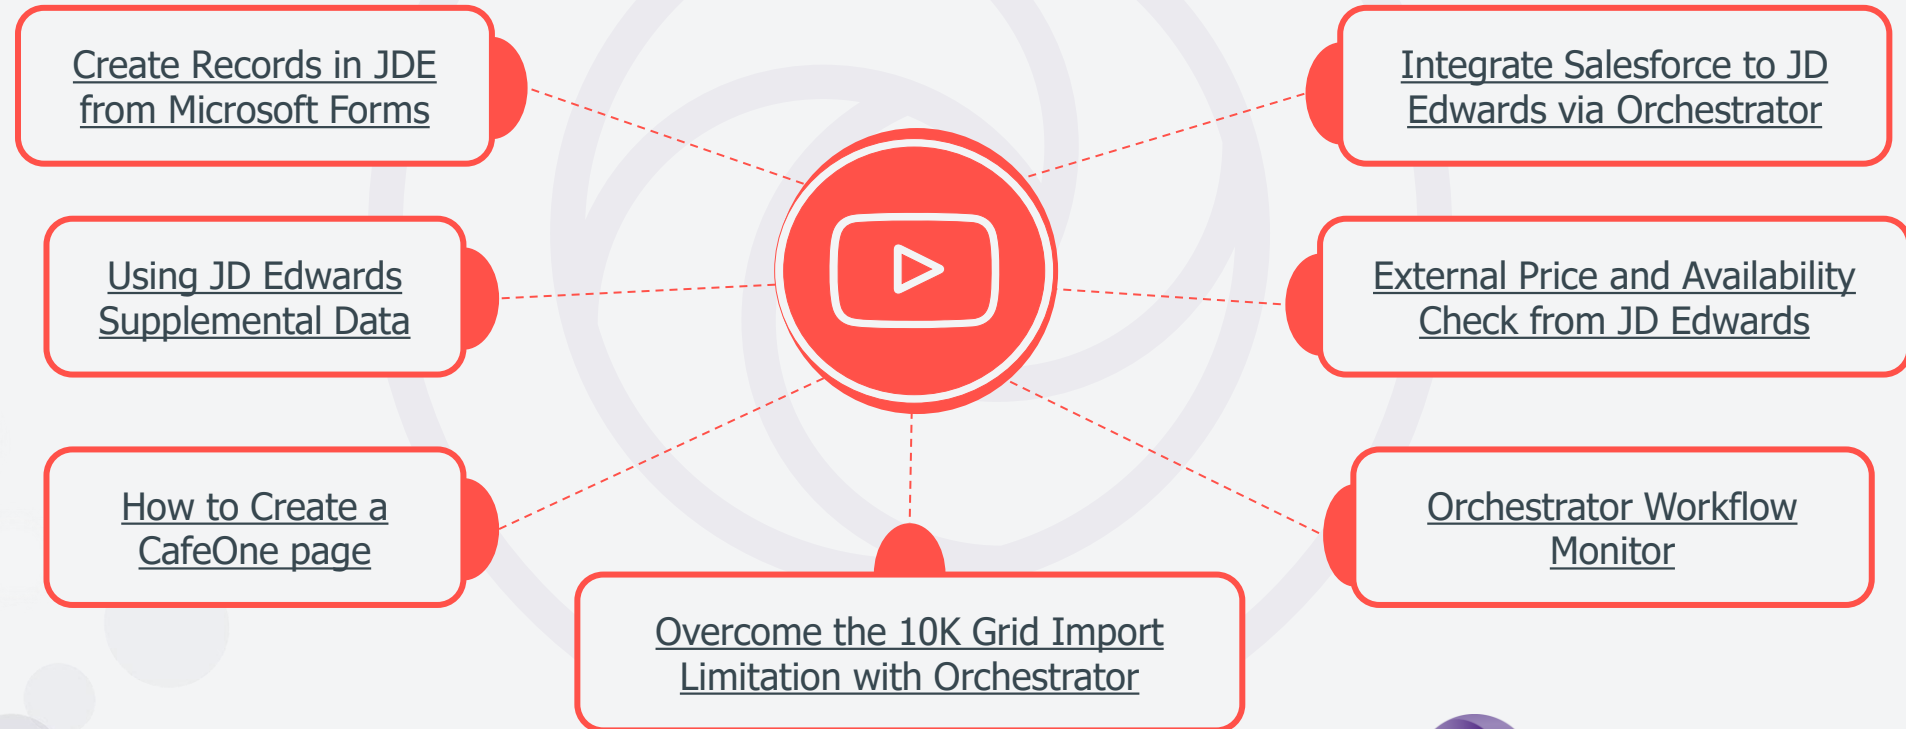 Create Records in JDE
from Microsoft Forms
Integrate Salesforce to JD
Edwards via Orchestrator
Using JD Edwards
Supplemental Data
External Price and Availability
Check from JD Edwards
How to Create a
CafeOne page
Orchestrator Workflow
Monitor
Overcome the 10K Grid Import
Limitation with Orchestrator